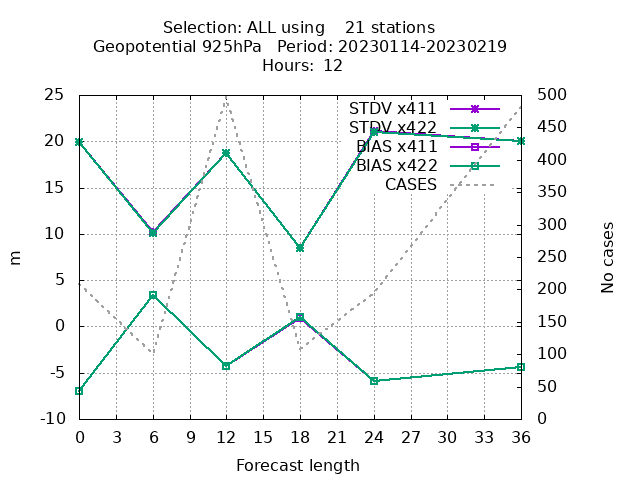 Selection: ALL using    21 stations
Geopotential 925hPa   Period: 20230114-20230219
Hours:  12
25
20
15
10
5
0
-5
-10
m
500
450
400
350
300
250
200
150
100
50
0
No cases
STDV x411
STDV x422
BIAS x411
BIAS x422
CASES
0 3 6 9 12 15 18 21 24 27 30 33 36
Forecast length